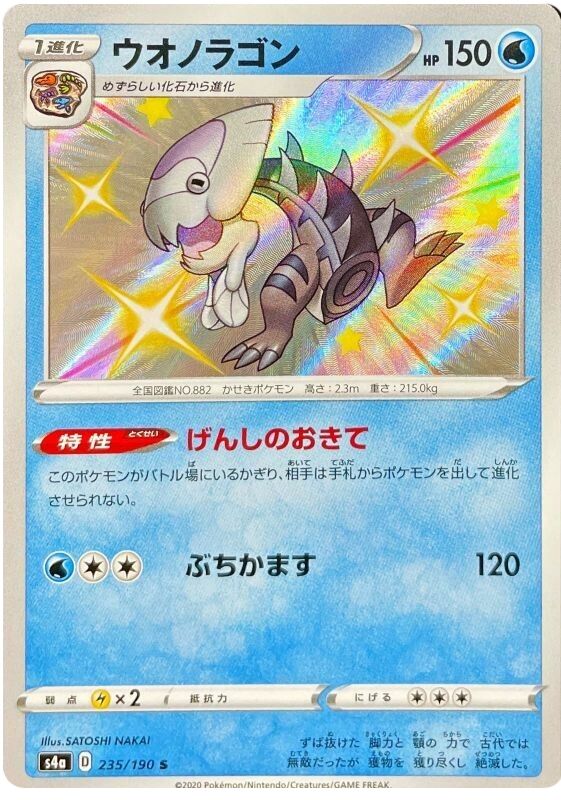 1進化
ウオノラゴン
HP 150
めずらしい化石から進化
全国図鑑NO.882 かせきポケモン 高さ:2.3m 重さ:215.0kg
特性 とくせい げんしのおきて
このポケモンがバトル場にいるかぎり、相手は手札からポケモンを出して進化
させられない。
ぶちかます 120
弱点 ×2 抵抗力 にげる
Illus.SATOSHI NAKAI
ずば抜けた 脚力と 顎の 力で 古代では
無敵だったが 獲物を 獲り尽くし 絶滅した。
s4a D 235/190 S
©2020 Pokémon/Nintendo/Creatures/GAME FREAK.